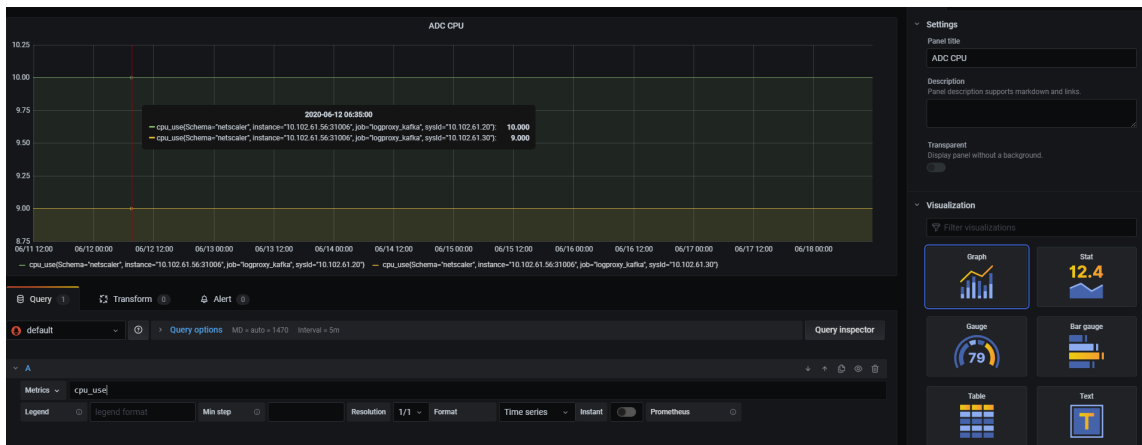 ADC CPU
10.25
10.00
9.75
9.50
9.25
9.00
8.75
2020-06-12 06:35:00
cpu_use{Schema="netscaler", instance="10.102.61.56:31006", job="logproxy_kafka", sysId="10.102.61.20"}: 10.000
cpu_use{Schema="netscaler", instance="10.102.61.56:31006", job="logproxy_kafka", sysId="10.102.61.30"}: 9.000
06/11 12:00 06/12 00:00 06/12 12:00 06/13 00:00 06/13 12:00 06/14 00:00 06/14 12:00 06/15 00:00 06/15 12:00 06/16 00:00 06/16 12:00 06/17 00:00 06/17 12:00 06/18 00:00
cpu_use{Schema="netscaler", instance="10.102.61.56:31006", job="logproxy_kafka", sysId="10.102.61.20"} cpu_use{Schema="netscaler", instance="10.102.61.56:31006", job="logproxy_kafka", sysId="10.102.61.30"}
Query 1 Transform 0 Alert 0
default Query options MD = auto = 1470 Interval = 5m Query inspector
A
Metrics cpu_use
Legend legend format Min step Resolution 1/1 Format Time series Instant Prometheus
Settings
Panel title
ADC CPU
Description
Panel description supports markdown and links.
Transparent
Display panel without a background.
Visualization
Filter visualizations
Graph Stat
12.4
Gauge Bar gauge
79
Table Text
T